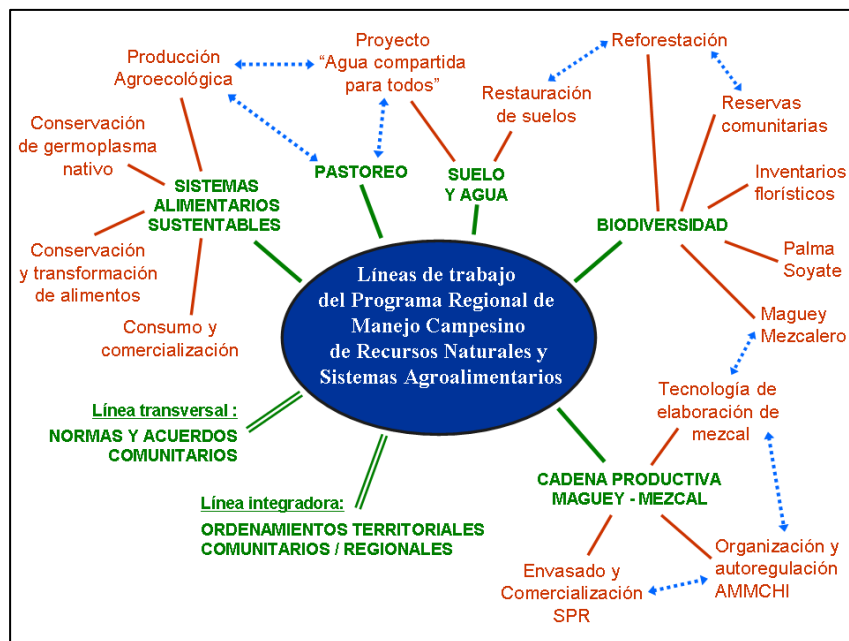 Producción
Agroecológica
Proyecto
“Agua compartida
para todos”
Reforestación
Restauración
de suelos
Reservas
comunitarias
Conservación
de germoplasma
nativo
PASTOREO
SUELO
Y AGUA
Inventarios
florísticos
SISTEMAS
ALIMENTARIOS
SUSTENTABLES
BIODIVERSIDAD
Conservación
y transformación
de alimentos
Palma
Soyate
Líneas de trabajo
del Programa Regional de
Manejo Campesino
de Recursos Naturales y
Sistemas Agroalimentarios
Consumo y
comercialización
Maguey
Mezcalero
Tecnología de
elaboración de
mezcal
Línea transversal :
NORMAS Y ACUERDOS
COMUNITARIOS
CADENA PRODUCTIVA
MAGUEY - MEZCAL
Línea integradora:
ORDENAMIENTOS TERRITORIALES
COMUNITARIOS / REGIONALES
Envasado y
Comercialización
SPR
Organización y
autoregulación
AMMCHI